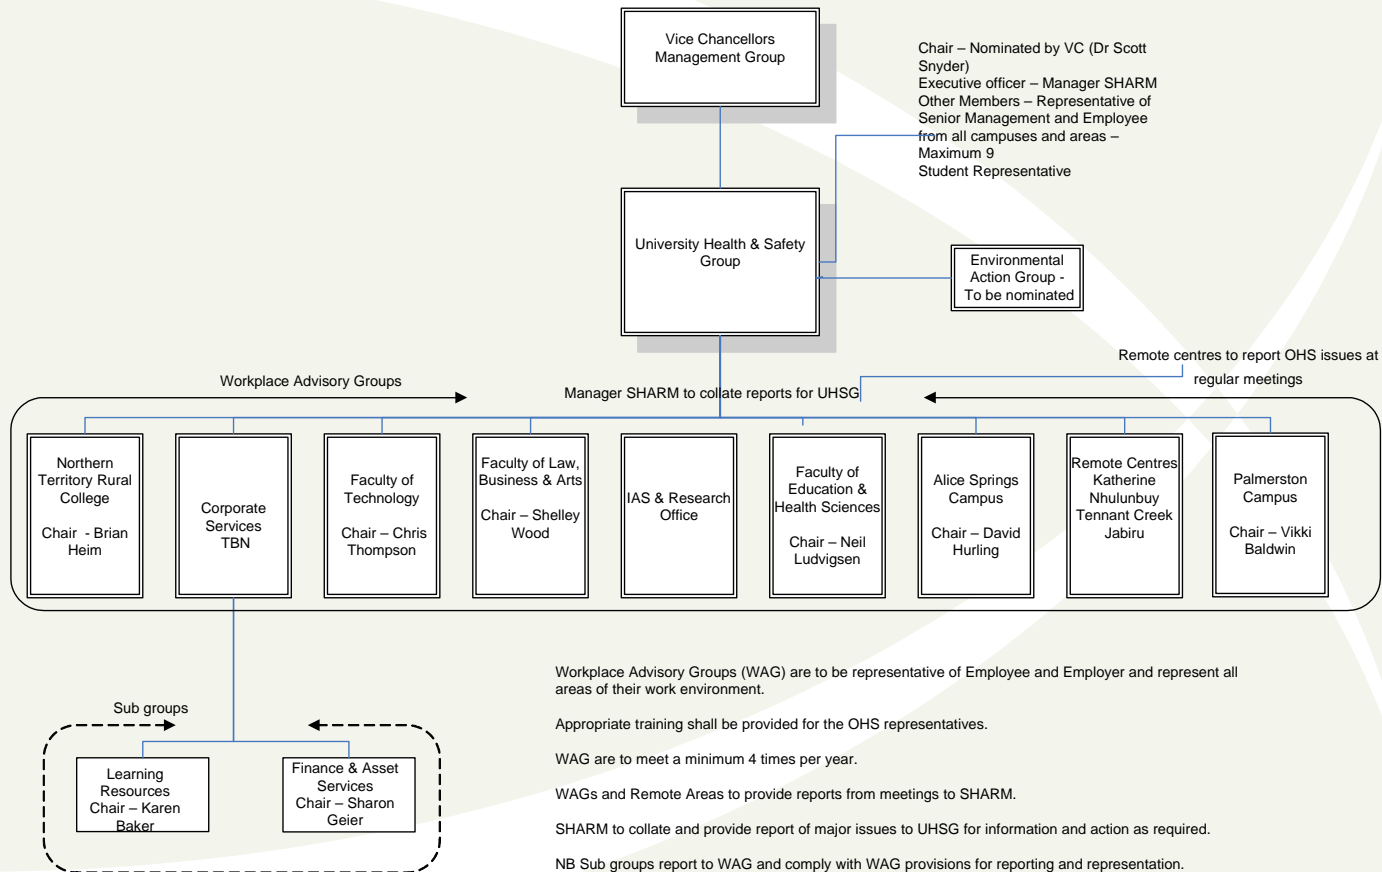 Vice Chancellors
Management Group
Chair – Nominated by VC (Dr Scott
Snyder)
Executive officer – Manager SHARM
Other Members – Representative of
Senior Management and Employee
from all campuses and areas –
Maximum 9
Student Representative
University Health & Safety
Group
Environmental
Action Group -
To be nominated
Remote centres to report OHS issues at
regular meetings
Workplace Advisory Groups
Manager SHARM to collate reports for UHSG
Northern
Territory Rural
College
Chair - Brian
Heim
Corporate
Services
TBN
Faculty of
Technology
Chair – Chris
Thompson
Faculty of Law,
Business & Arts
Chair – Shelley
Wood
IAS & Research
Office
Faculty of
Education &
Health Sciences
Chair – Neil
Ludvigsen
Alice Springs
Campus
Chair – David
Hurling
Remote Centres
Katherine
Nhulunbuy
Tennant Creek
Jabiru
Palmerston
Campus
Chair – Vikki
Baldwin
Sub groups
Learning
Resources
Chair – Karen
Baker
Finance & Asset
Services
Chair – Sharon
Geier
Workplace Advisory Groups (WAG) are to be representative of Employee and Employer and represent all
areas of their work environment.
Appropriate training shall be provided for the OHS representatives.
WAG are to meet a minimum 4 times per year.
WAGs and Remote Areas to provide reports from meetings to SHARM.
SHARM to collate and provide report of major issues to UHSG for information and action as required.
NB Sub groups report to WAG and comply with WAG provisions for reporting and representation.